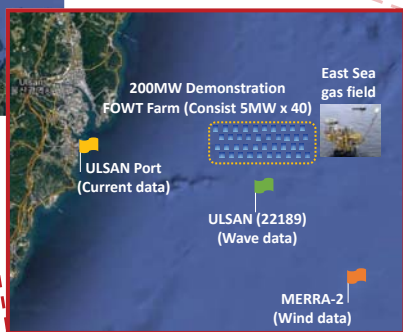 200MW Demonstration
FOWT Farm (Consist 5MW x 40)
East Sea
gas field
ULSAN Port
(Current data)
ULSAN (22189)
(Wave data)
MERRA-2
(Wind data)